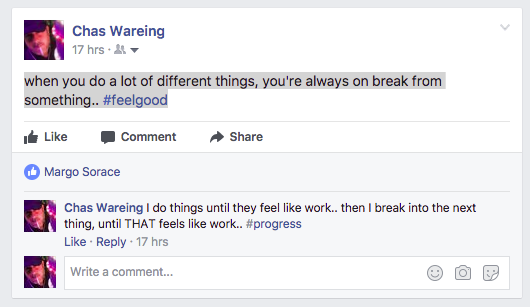 Chas Wareing
17 hrs ·
when you do a lot of different things, you're always on break from
something.. #feelgood
Like Comment Share
Margo Sorace
Chas Wareing I do things until they feel like work.. then I break into the next
thing, until THAT feels like work.. #progress
Like · Reply · 17 hrs
Write a comment...